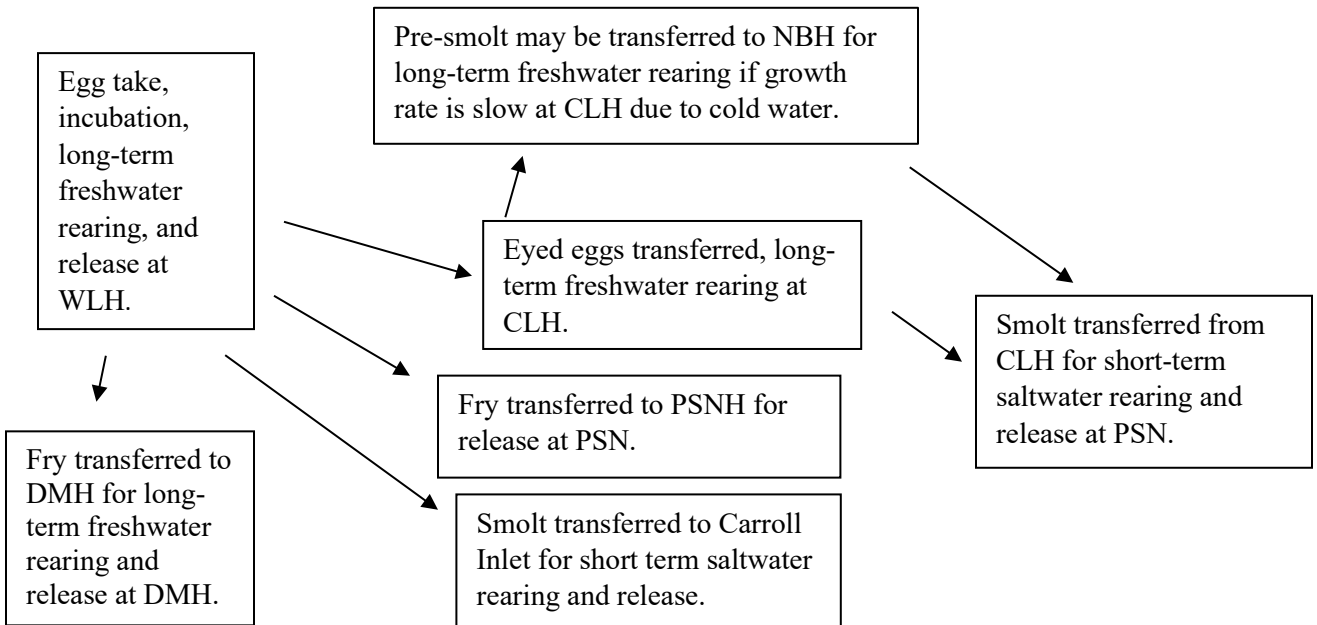 Egg take,
incubation,
long-term
freshwater
rearing, and
release at
WLH.
Pre-smolt may be transferred to NBH for
long-term freshwater rearing if growth
rate is slow at CLH due to cold water.
Eyed eggs transferred, long-
term freshwater rearing at
CLH.
Smolt transferred from
CLH for short-term
saltwater rearing and
release at PSN.
Fry transferred to PSNH for
release at PSN.
Fry transferred to
DMH for long-
term freshwater
rearing and
release at DMH.
Smolt transferred to Carroll
Inlet for short term saltwater
rearing and release.